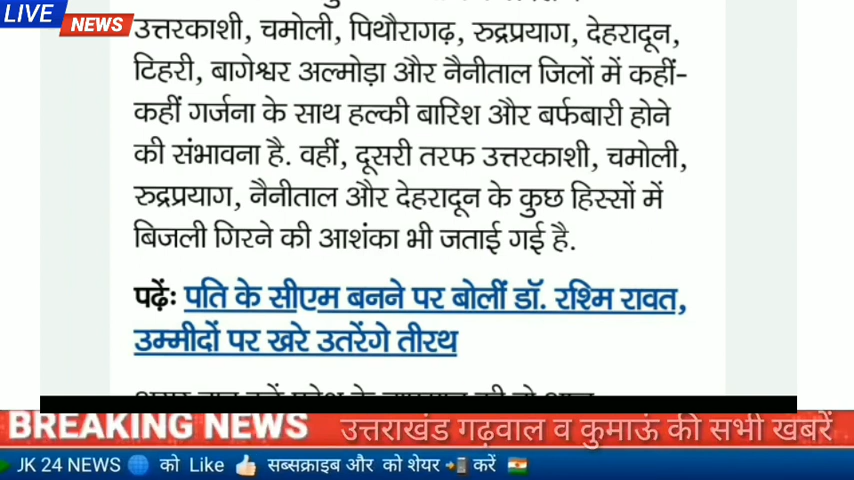 LIVE
NEWS
उत्तरकाशी, चमोली, पिथौरागढ़, रुद्रप्रयाग, देहरादून,
टिहरी, बागेश्वर अल्मोड़ा और नैनीताल जिलों में कहीं-
कहीं गर्जना के साथ हल्की बारिश और बर्फबारी होने
की संभावना है. वहीं, दूसरी तरफ उत्तरकाशी, चमोली,
रुद्रप्रयाग, नैनीताल और देहरादून के कुछ हिस्सों में
बिजली गिरने की आशंका भी जताई गई है.
पढ़ेंः पति के सीएम बनने पर बोलीं डॉ. रश्मि रावत,
उम्मीदों पर खरे उतरेंगे तीरथ
BREAKING NEWS उत्तराखंड गढ़वाल व कुमाऊं की सभी खबरें
JK 24 NEWS 🌐 को Like 👍🏻 सब्सक्राइब और को शेयर 📲 करें 🇮🇳